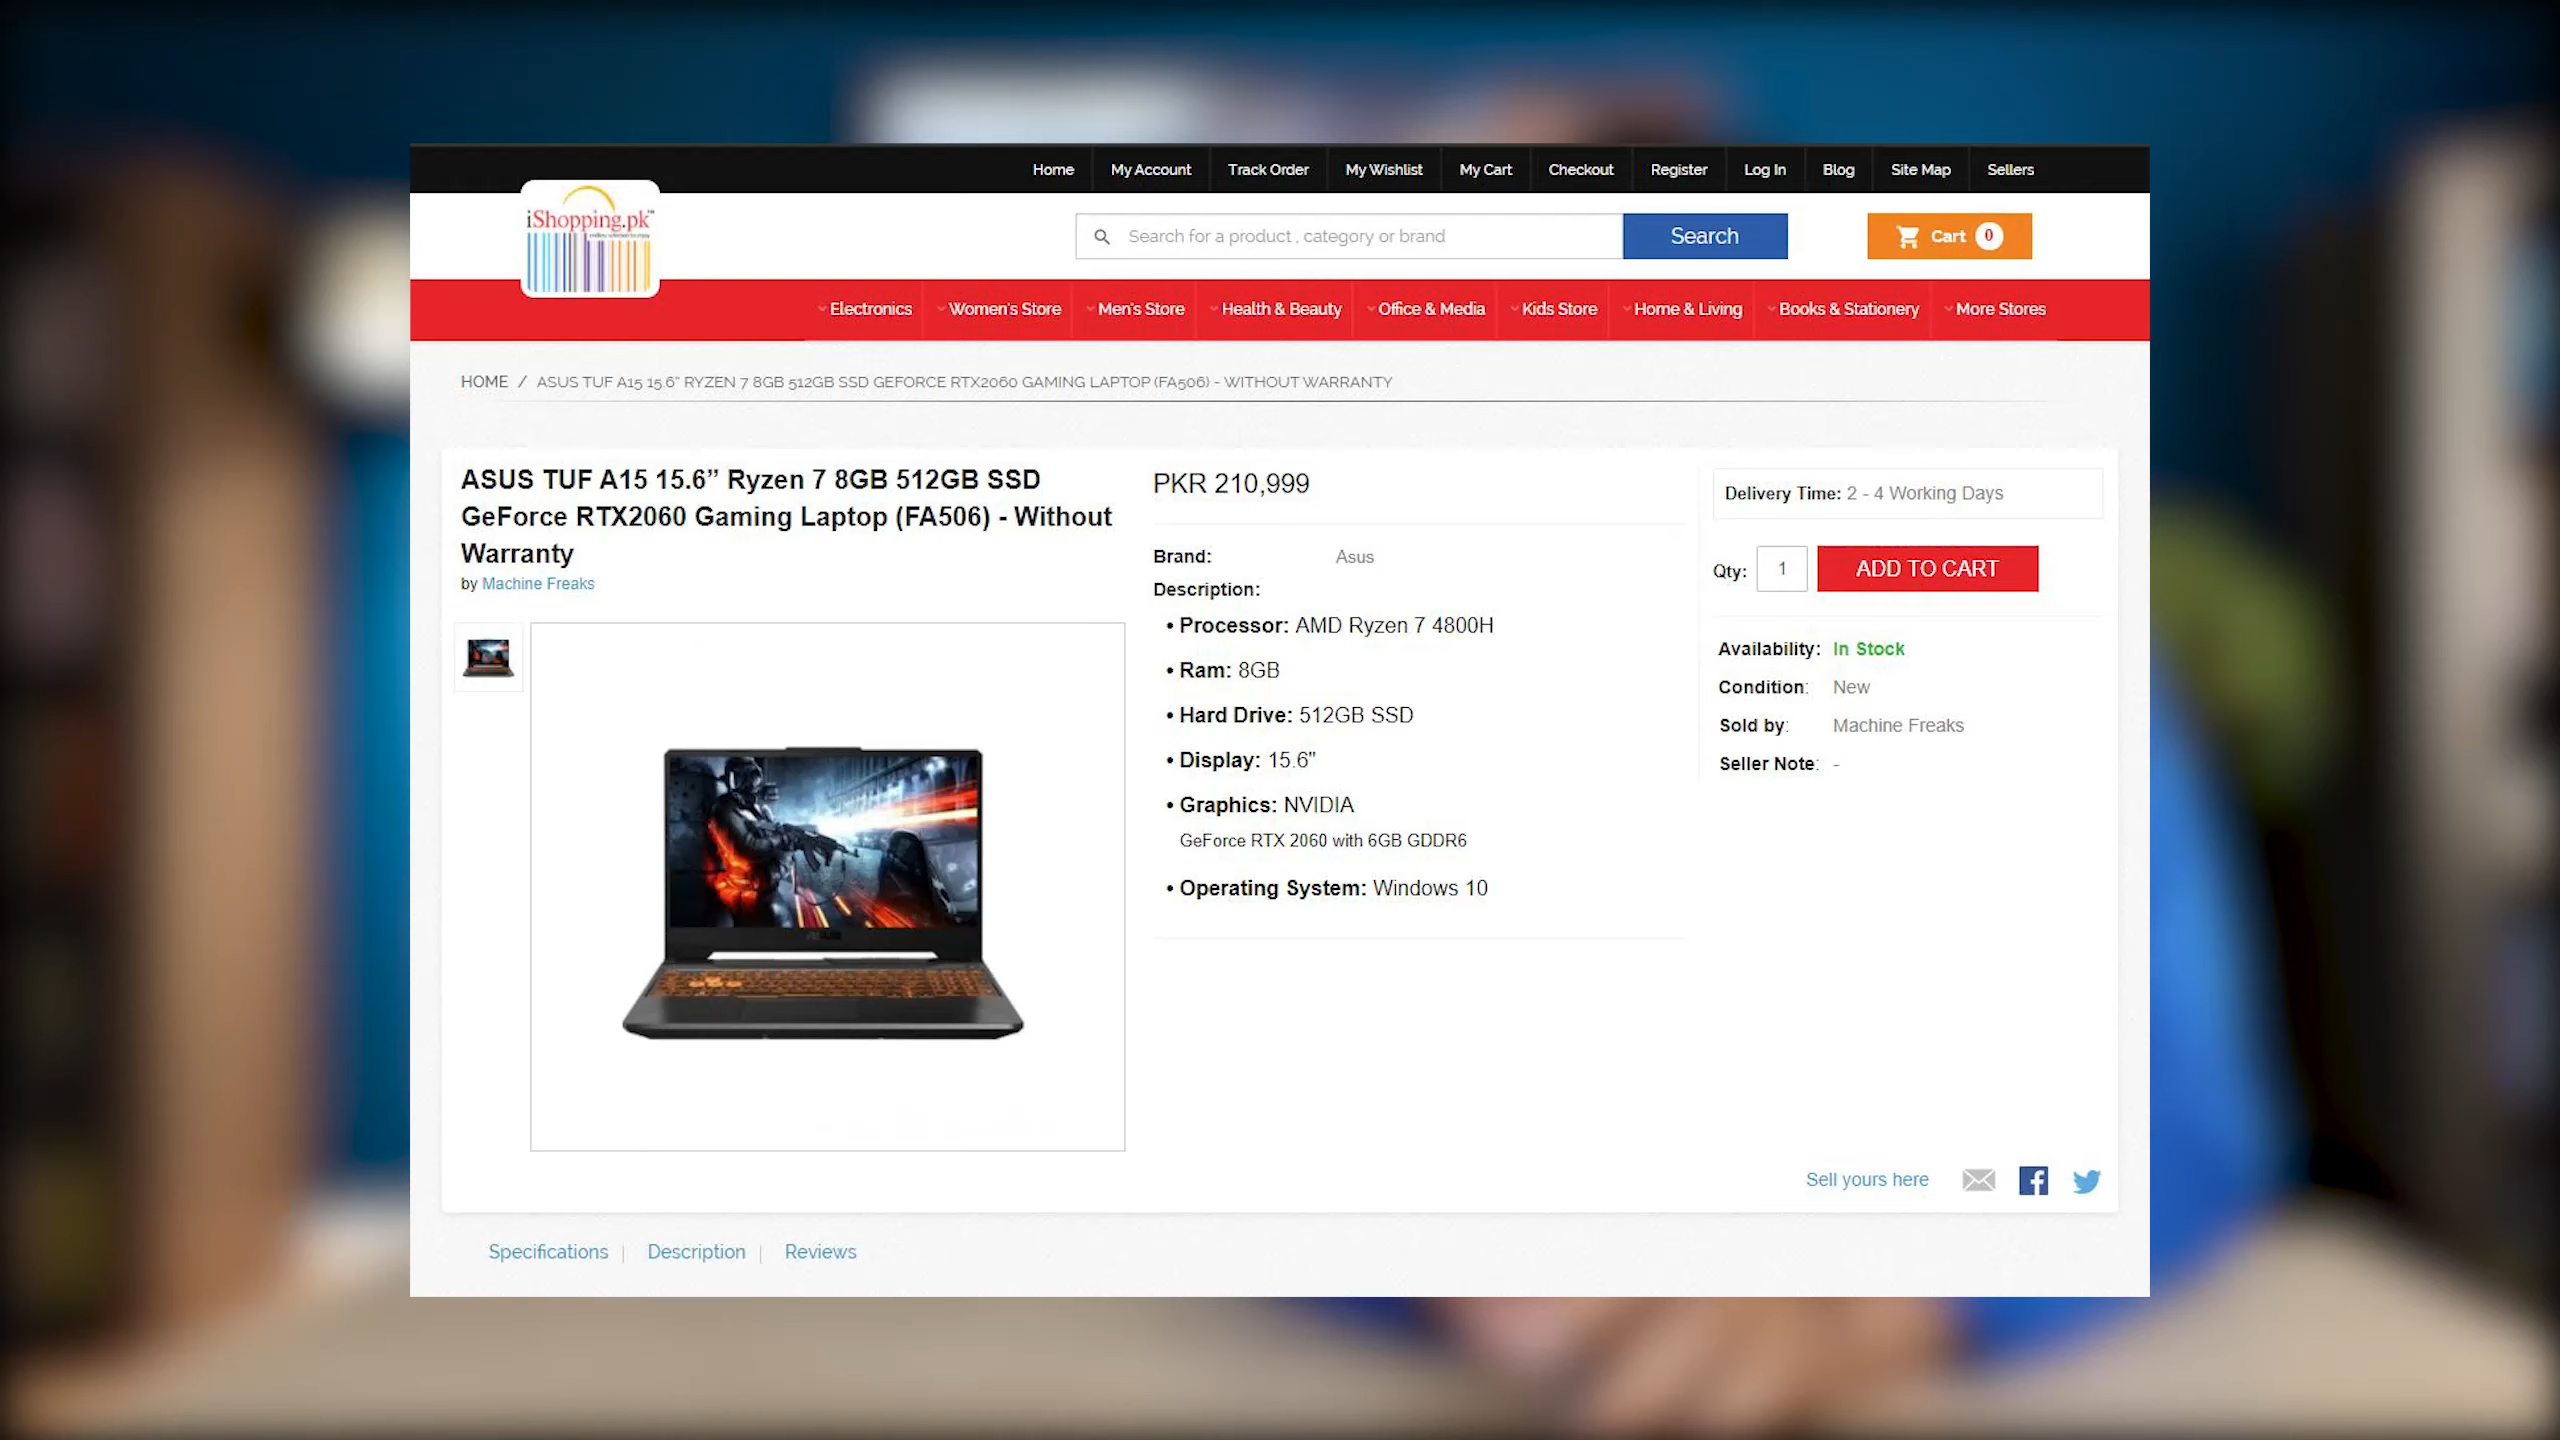 Home
My Account
Track Order
My Wishlist
My Cart
Checkout
Register
Log In
Blog
Site Map
Sellers
iShopping.pk
Search for a product , category or brand
Search
Cart 0
Electronics
Women's Store
Men's Store
Health & Beauty
Office & Media
Kids Store
Home & Living
Books & Stationery
More Stores
HOME / ASUS TUF A15 15.6” RYZEN 7 8GB 512GB SSD GEFORCE RTX2060 GAMING LAPTOP (FA506) - WITHOUT WARRANTY
ASUS TUF A15 15.6” Ryzen 7 8GB 512GB SSD
GeForce RTX2060 Gaming Laptop (FA506) - Without
Warranty
by Machine Freaks
PKR 210,999
Brand: Asus
Description:
• Processor: AMD Ryzen 7 4800H
• Ram: 8GB
• Hard Drive: 512GB SSD
• Display: 15.6"
• Graphics: NVIDIA
GeForce RTX 2060 with 6GB GDDR6
• Operating System: Windows 10
Delivery Time: 2 - 4 Working Days
Qty: 1
ADD TO CART
Availability: In Stock
Condition: New
Sold by: Machine Freaks
Seller Note: -
Sell yours here
Specifications
Description
Reviews